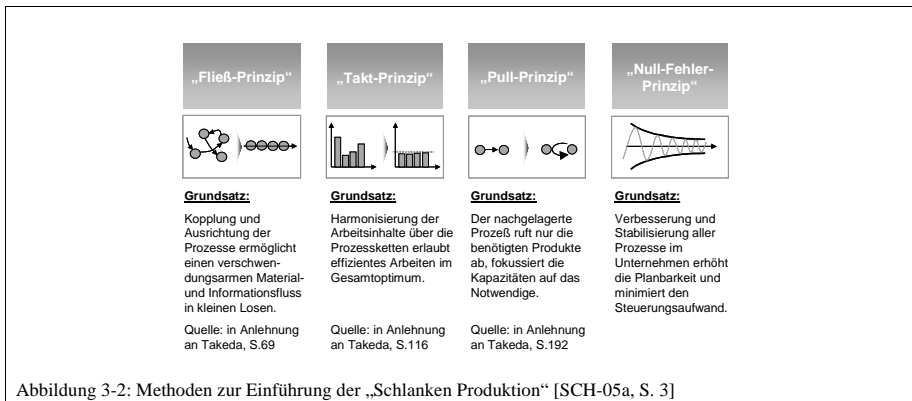 „Fließ-Prinzip“
„Takt-Prinzip“
„Pull-Prinzip“
„Null-Fehler-
Prinzip“
Grundsatz:
Kopplung und
Ausrichtung der
Prozesse ermöglicht
einen verschwen-
dungsarmen Material-
und Informationsfluss
in kleinen Losen.
Quelle: in Anlehnung
an Takeda, S.69
Grundsatz:
Harmonisierung der
Arbeitsinhalte über die
Prozessketten erlaubt
effizientes Arbeiten im
Gesamtoptimum.
Quelle: in Anlehnung
an Takeda, S.116
Grundsatz:
Der nachgelagerte
Prozeß ruft nur die
benötigten Produkte
ab, fokussiert die
Kapazitäten auf das
Notwendige.
Quelle: in Anlehnung
an Takeda, S.192
Grundsatz:
Verbesserung und
Stabilisierung aller
Prozesse im
Unternehmen erhöht
die Planbarkeit und
minimiert den
Steuerungsaufwand.
Abbildung 3-2: Methoden zur Einführung der „Schlanken Produktion“ [SCH-05a, S. 3]